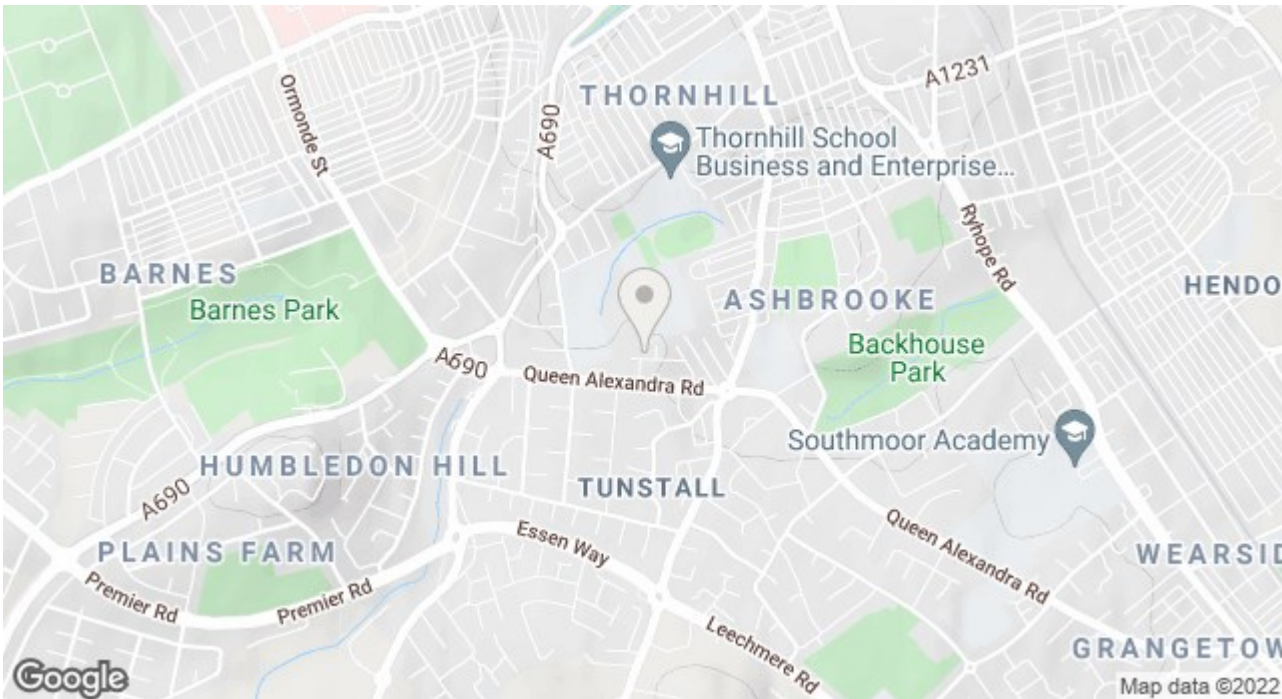 Ormonde St
A690
THORNHILL
A1231
Thornhill School
Business and Enterprise...
Ryhope Rd
BARNES
Barnes Park
ASHBROOKE
HENDO
A690
Queen Alexandra Rd
Backhouse
Park
Southmoor Academy
HUMBLEDON HILL
A690
TUNSTALL
Essen Way
Queen Alexandra Rd
PLAINS FARM
WEARSID
Premier Rd
Premier Rd
Leechmere Rd
GRANGETOW
Google
Map data ©2022